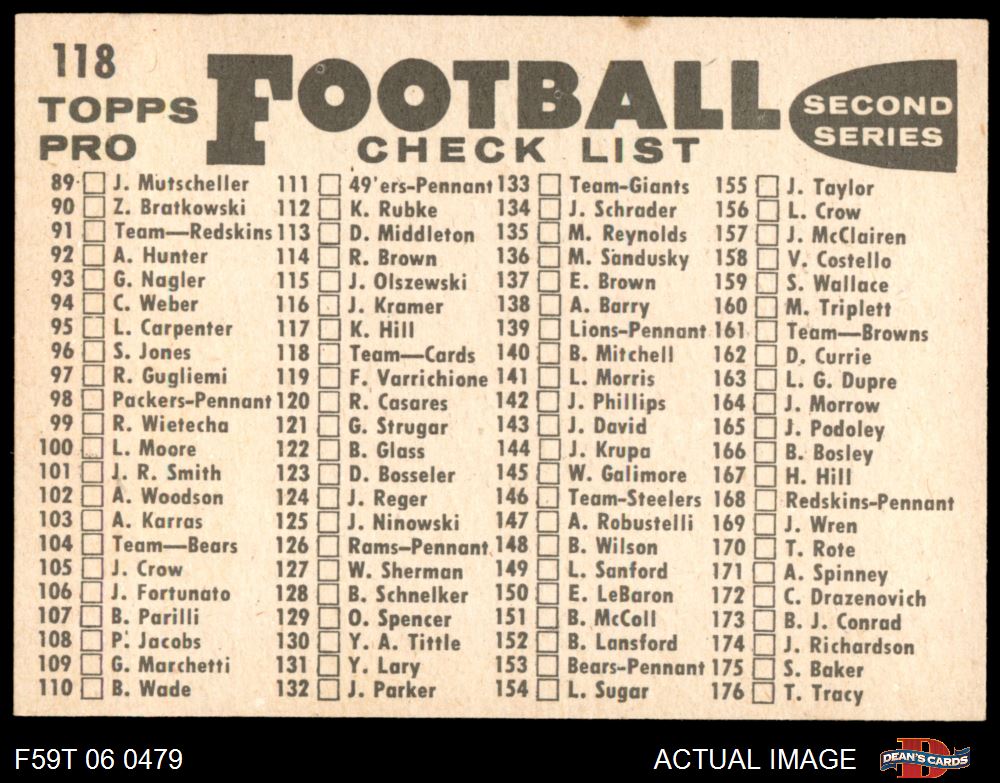 118
TOPPS
PRO
FOOTBALL
CHECK LIST
SECOND
SERIES
89 J. Mutscheller
90 Z. Bratkowski
91 Team—Redskins
92 A. Hunter
93 G. Nagler
94 C. Weber
95 L. Carpenter
96 S. Jones
97 R. Gugliemi
98 Packers-Pennant
99 R. Wietecha
100 L. Moore
101 J. R. Smith
102 A. Woodson
103 A. Karras
104 Team—Bears
105 J. Crow
106 J. Fortunato
107 B. Parilli
108 P. Jacobs
109 G. Marchetti
110 B. Wade
111 49'ers-Pennant
112 K. Rubke
113 D. Middleton
114 R. Brown
115 J. Olszewski
116 J. Kramer
117 K. Hill
118 Team—Cards
119 F. Varrichione
120 R. Casares
121 G. Strugar
122 B. Glass
123 D. Bosseler
124 J. Reger
125 J. Ninowski
126 Rams-Pennant
127 W. Sherman
128 B. Schnelker
129 O. Spencer
130 Y. A. Tittle
131 Y. Lary
132 J. Parker
133 Team-Giants
134 J. Schrader
135 M. Reynolds
136 M. Sandusky
137 E. Brown
138 A. Barry
139 Lions-Pennant
140 B. Mitchell
141 L. Morris
142 J. Phillips
143 J. David
144 J. Krupa
145 W. Galimore
146 Team-Steelers
147 A. Robustelli
148 B. Wilson
149 L. Sanford
150 E. LeBaron
151 B. McColl
152 B. Lansford
153 Bears-Pennant
154 L. Sugar
155 J. Taylor
156 L. Crow
157 J. McClairen
158 V. Costello
159 S. Wallace
160 M. Triplett
161 Team—Browns
162 D. Currie
163 L. G. Dupre
164 J. Morrow
165 J. Podoley
166 B. Bosley
167 H. Hill
168 Redskins-Pennant
169 J. Wren
170 T. Rote
171 A. Spinney
172 C. Drazenovich
173 B. J. Conrad
174 J. Richardson
175 S. Baker
176 T. Tracy
F59T 06 0479
ACTUAL IMAGE
DEAN'S CARDS